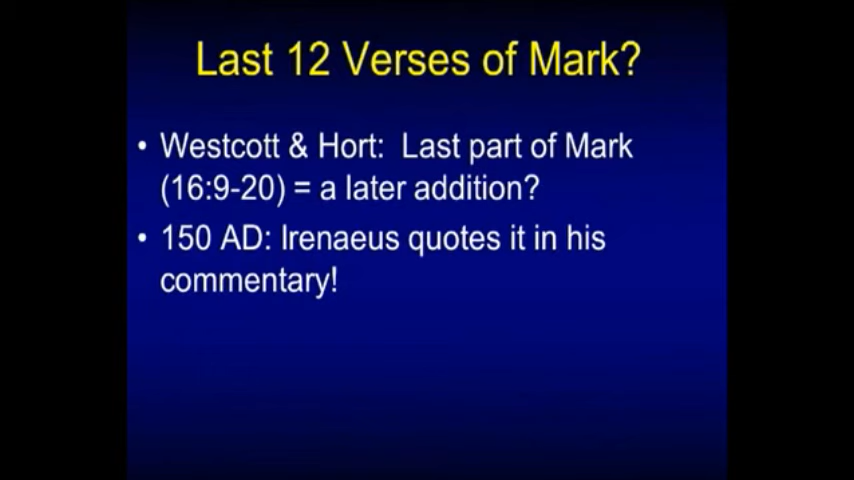 Last 12 Verses of Mark?
• Westcott & Hort: Last part of Mark
(16:9-20) = a later addition?
• 150 AD: Irenaeus quotes it in his
commentary!